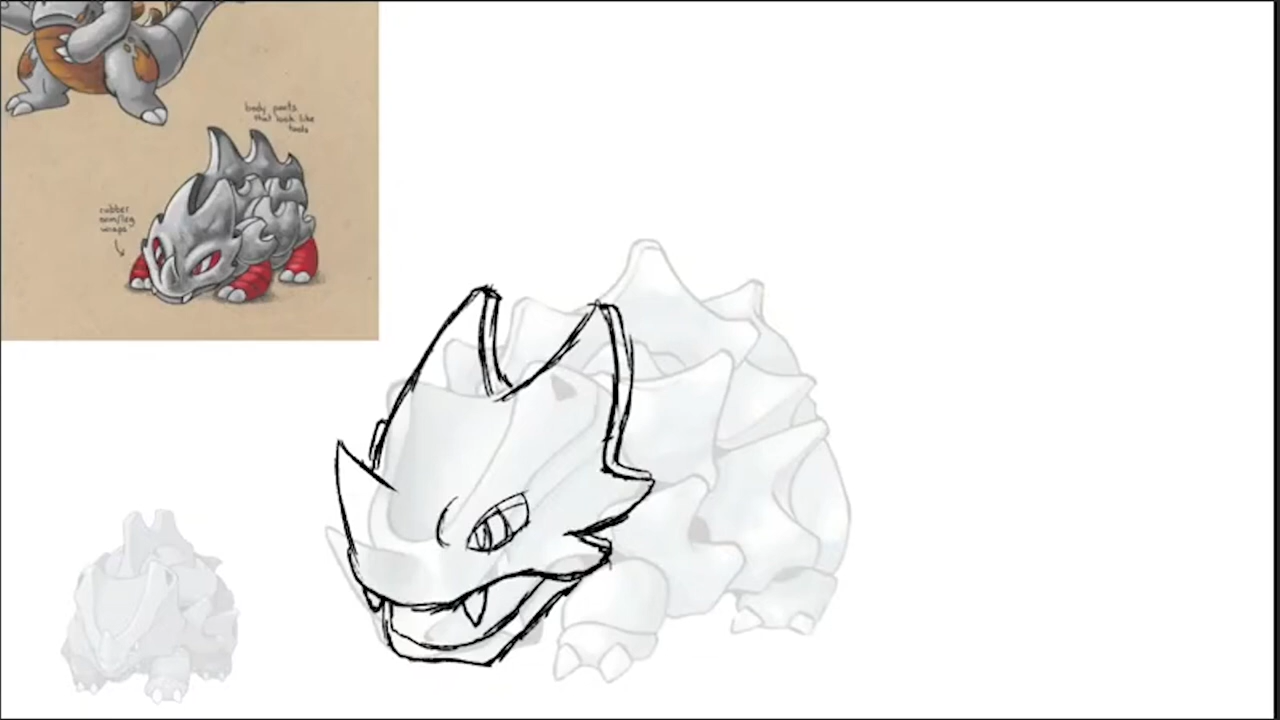 body parts
that look like
tools
rubber
arm/leg
wraps